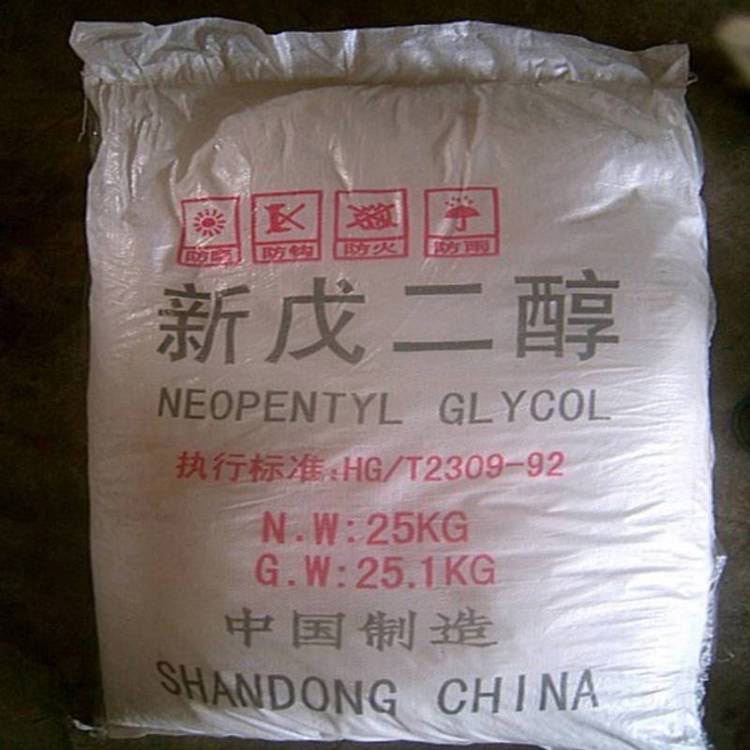 防晒 防钩 防火 防雨
新戊二醇
NEOPENTYL GLYCOL
执行标准:HG/T2309-92
N.W:25KG
G.W:25.1KG
中国制造
SHANDONG CHINA